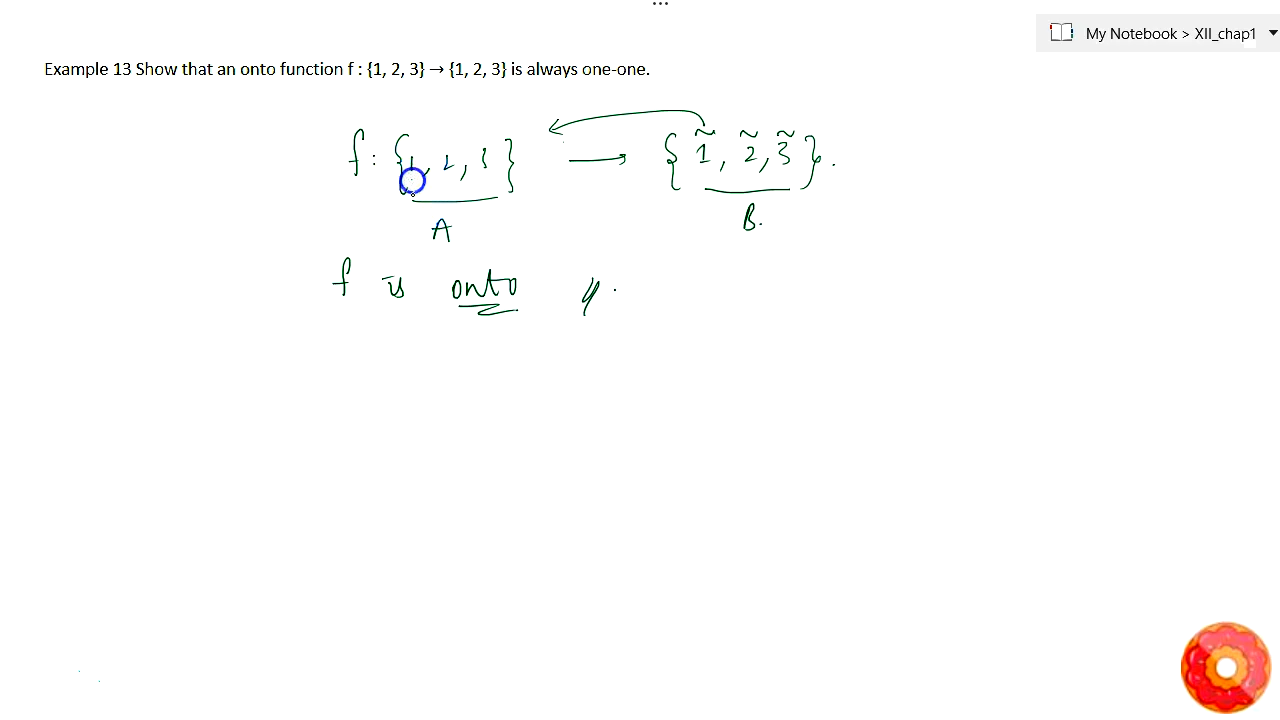 My Notebook > XII_chap1
Example 13 Show that an onto function f : {1, 2, 3} → {1, 2, 3} is always one-one.
f : {1, 2, 3} → {1, 2, 3}.
A B.
f is onto